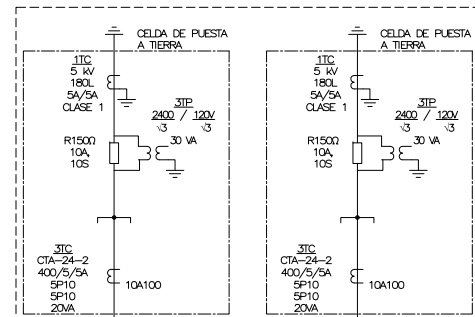 CELDA DE PUESTA
A TIERRA
1TC
5 kV
180L
5A/5A
CLASE 1
3TP
2400 / 120V
√3 √3
30 VA
R150Ω
10A,
10S
3TC
CTA-24-2
400/5/5A
5P10
5P10
20VA
10A100
CELDA DE PUESTA
A TIERRA
1TC
5 kV
180L
5A/5A
CLASE 1
3TP
2400 / 120V
√3 √3
30 VA
R150Ω
10A,
10S
3TC
CTA-24-2
400/5/5A
5P10
5P10
20VA
10A100